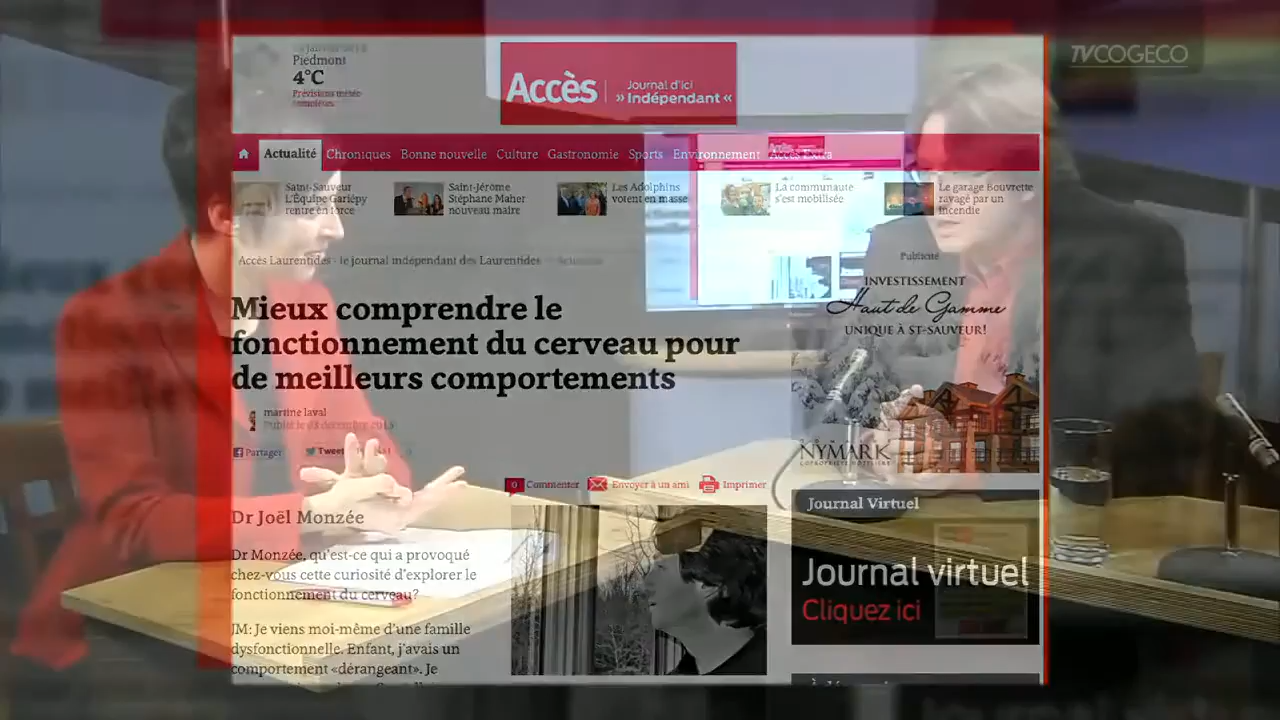 TVCOGECO
Piedmont
4°C
Prévisions météo
complètes.
Accès
Journal d'ici
» Indépendant «
Actualité Chroniques Bonne nouvelle Culture Gastronomie Sports Environnement Accès Extra
Saint-Sauveur
L'Équipe Gariépy
rentre en force
Saint-Jérôme
Stéphane Maher
nouveau maire
Les Adolphins
votent en masse
La communauté
s'est mobilisée
Le garage Bouvrette
ravagé par un
incendie
Accès Laurentides - le journal indépendant des Laurentides
Mieux comprendre le
fonctionnement du cerveau pour
de meilleurs comportements
martine laval
Partager
Tweet
0 Commenter Envoyer à un ami Imprimer
Dr Joël Monzée
Dr Monzée, qu'est-ce qui a provoqué
chez-vous cette curiosité d'explorer le
fonctionnement du cerveau?
JM: Je viens moi-même d'une famille
dysfonctionnelle. Enfant, j'avais un
comportement «dérangeant». Je
Publicité
INVESTISSEMENT
Haut de Gamme
UNIQUE À ST-SAUVEUR!
NYMARK
COPROPRIÉTÉ HÔTELIÈRE
Journal Virtuel
Journal virtuel
Cliquez ici